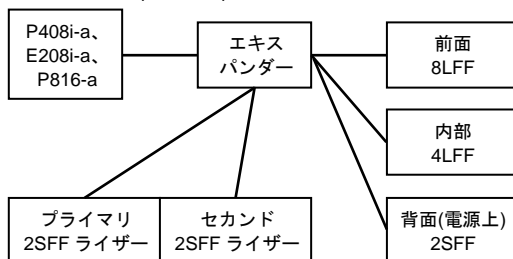 P408i-a、
E208i-a、
P816-a
エキス
パンダー
前面
8LFF
内部
4LFF
プライマリ
2SFF ライザー
セカンド
2SFF ライザー
背面(電源上)
2SFF